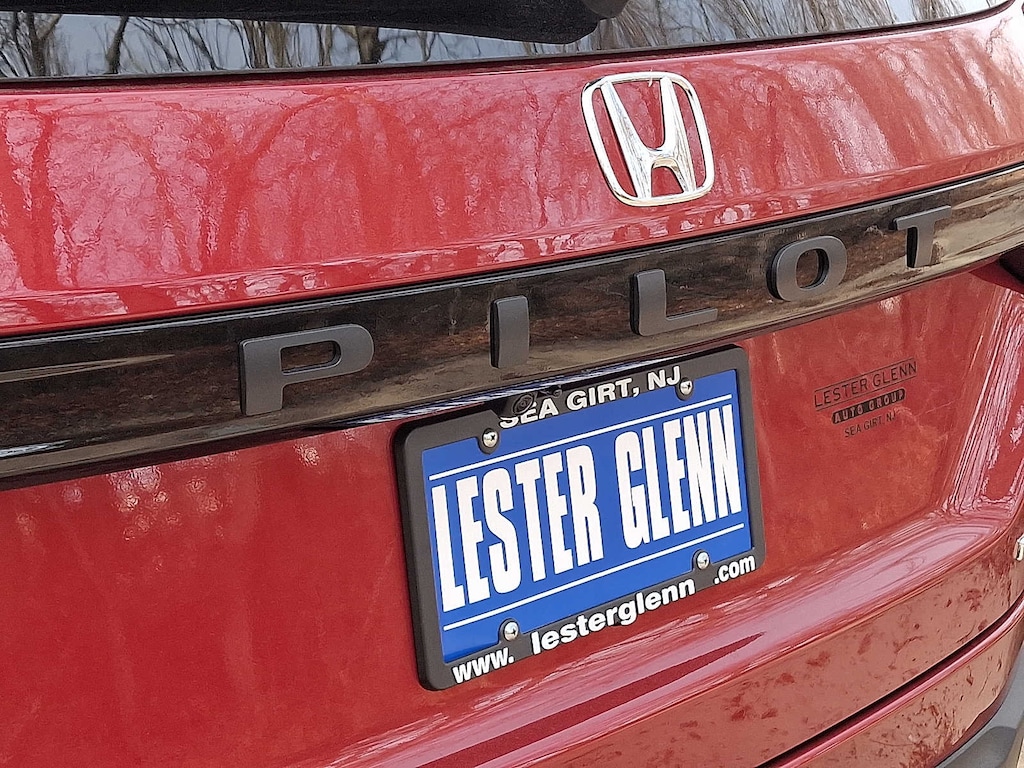 PILOT
SEA GIRT, NJ
LESTER GLENN
www.lesterglenn.com
LESTER GLENN
AUTO GROUP
SEA GIRT, NJ